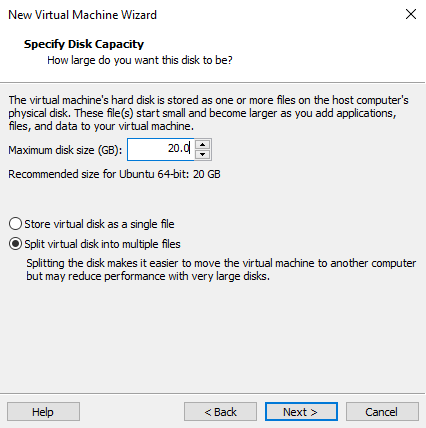 New Virtual Machine Wizard
Specify Disk Capacity
How large do you want this disk to be?
The virtual machine's hard disk is stored as one or more files on the host computer's
physical disk. These file(s) start small and become larger as you add applications,
files, and data to your virtual machine.
Maximum disk size (GB): 20.0
Recommended size for Ubuntu 64-bit: 20 GB
Store virtual disk as a single file
Split virtual disk into multiple files
Splitting the disk makes it easier to move the virtual machine to another computer
but may reduce performance with very large disks.
Help < Back Next > Cancel